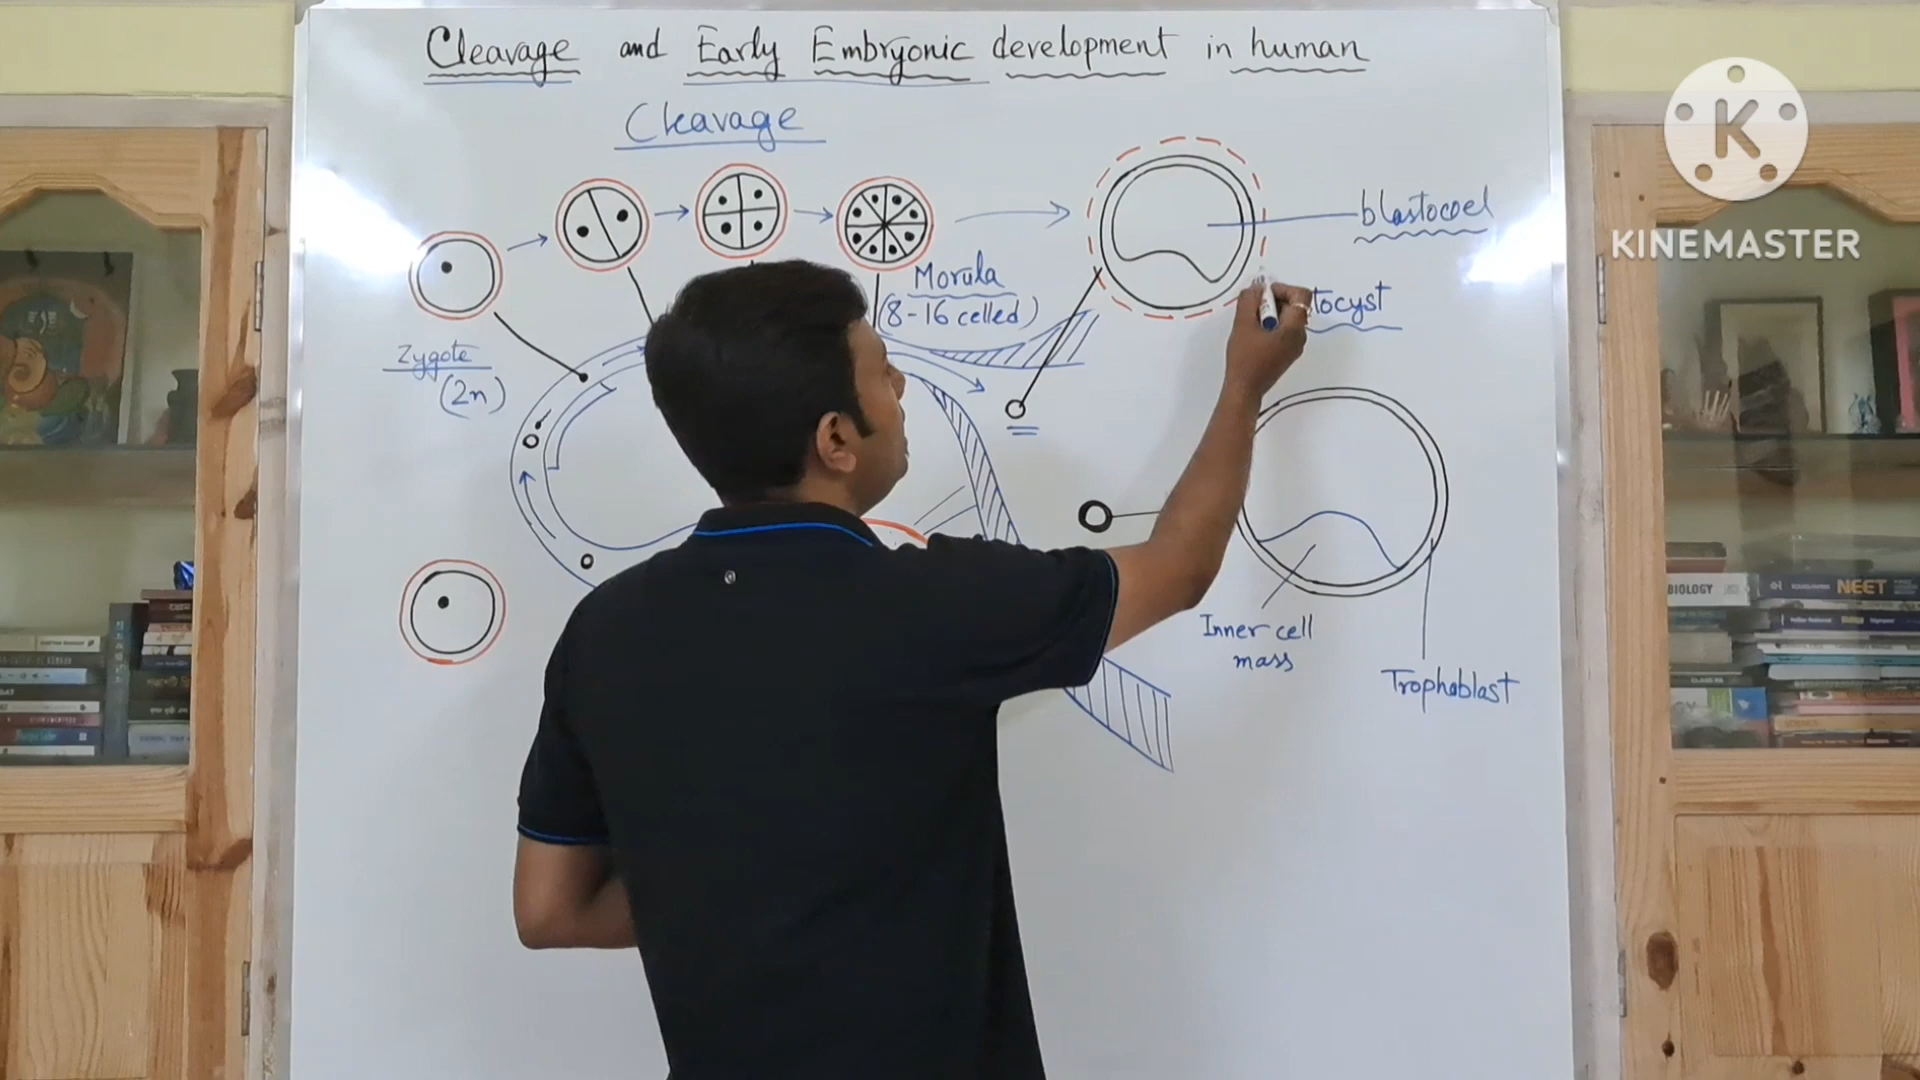 Cleavage and Early Embryonic development in human
Cleavage
K
KINEMASTER
blastocoel
Morula
(8-16 celled)
tocyst
Zygote
(2n)
Inner cell
mass
Trophoblast
BIOLOGY
NEET